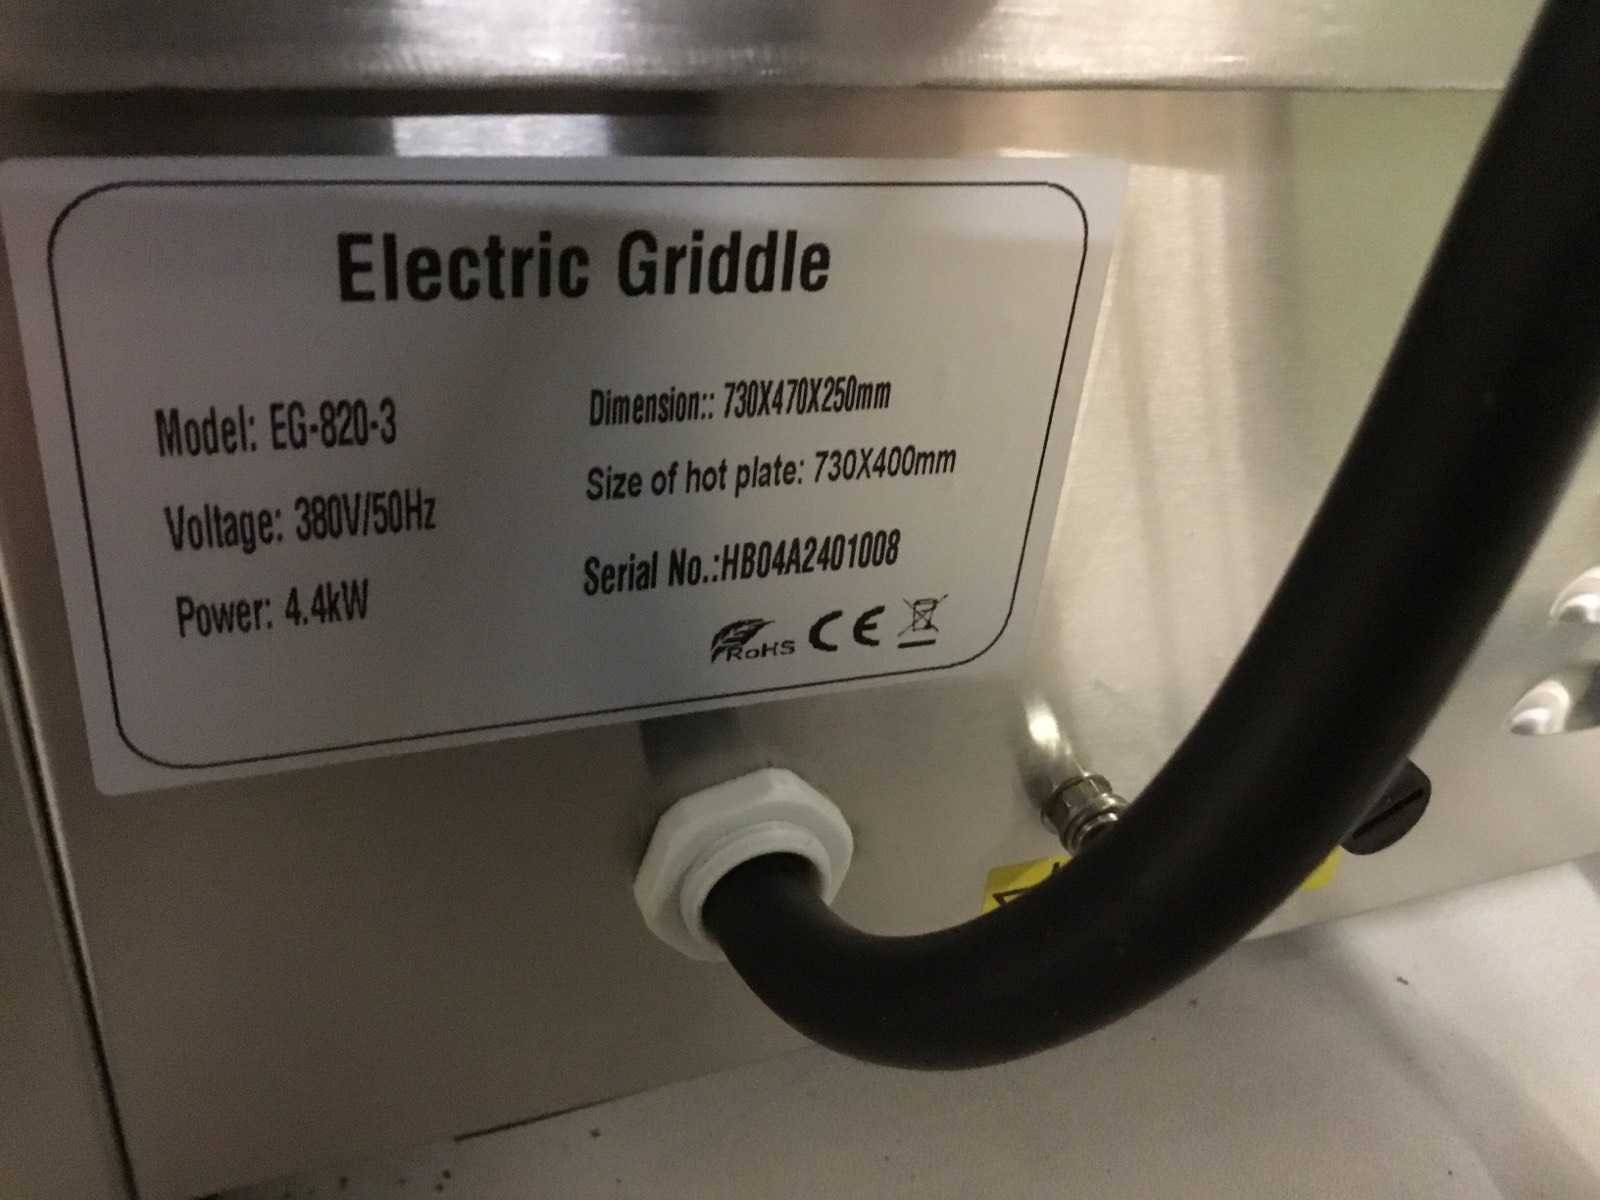 Electric Griddle
Model: EG-820-3
Voltage: 380V/50Hz
Power: 4.4kW
Dimension:: 730X470X250mm
Size of hot plate: 730X400mm
Serial No.:HB04A2401008
RoHS CE